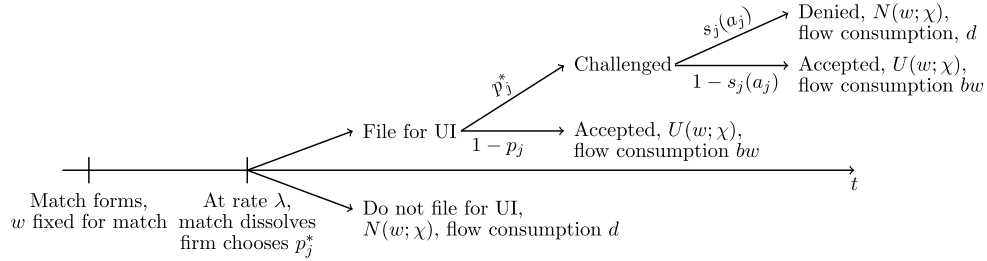 Denied, N(w; χ),
flow consumption, d
s_j(a_j)
Challenged
Accepted, U(w; χ),
flow consumption bw
1 − s_j(a_j)
p_j^*
File for UI
Accepted, U(w; χ),
flow consumption bw
1 − p_j
t
Match forms,
w fixed for match
At rate λ,
match dissolves
firm chooses p_j^*
Do not file for UI,
N(w; χ), flow consumption d